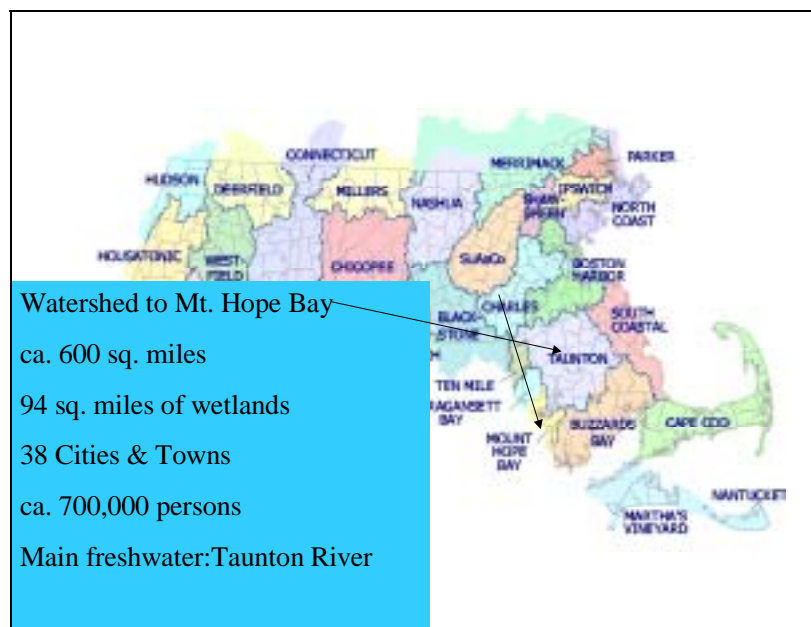 CONNECTICUT
MERRIMACK
PARKER
HUDSON
DEERFIELD
MILLERS
IPSWICH
NASHUA
SHAW-
SHEEN
NORTH
COAST
HOUSATONIC
WEST-
FIELD
CHICOPEE
SuAsCo
BOSTON
HARBOR
Watershed to Mt. Hope Bay
ca. 600 sq. miles
94 sq. miles of wetlands
38 Cities & Towns
ca. 700,000 persons
Main freshwater:Taunton River
CHARLES
BLACK-
STONE
SOUTH
COASTAL
H
TAUNTON
TEN MILE
RAGANSETT
BAY
MOUNT
HOPE
BAY
BUZZARDS
BAY
CAPE COD
NANTUCKET
MARTHA'S
VINEYARD